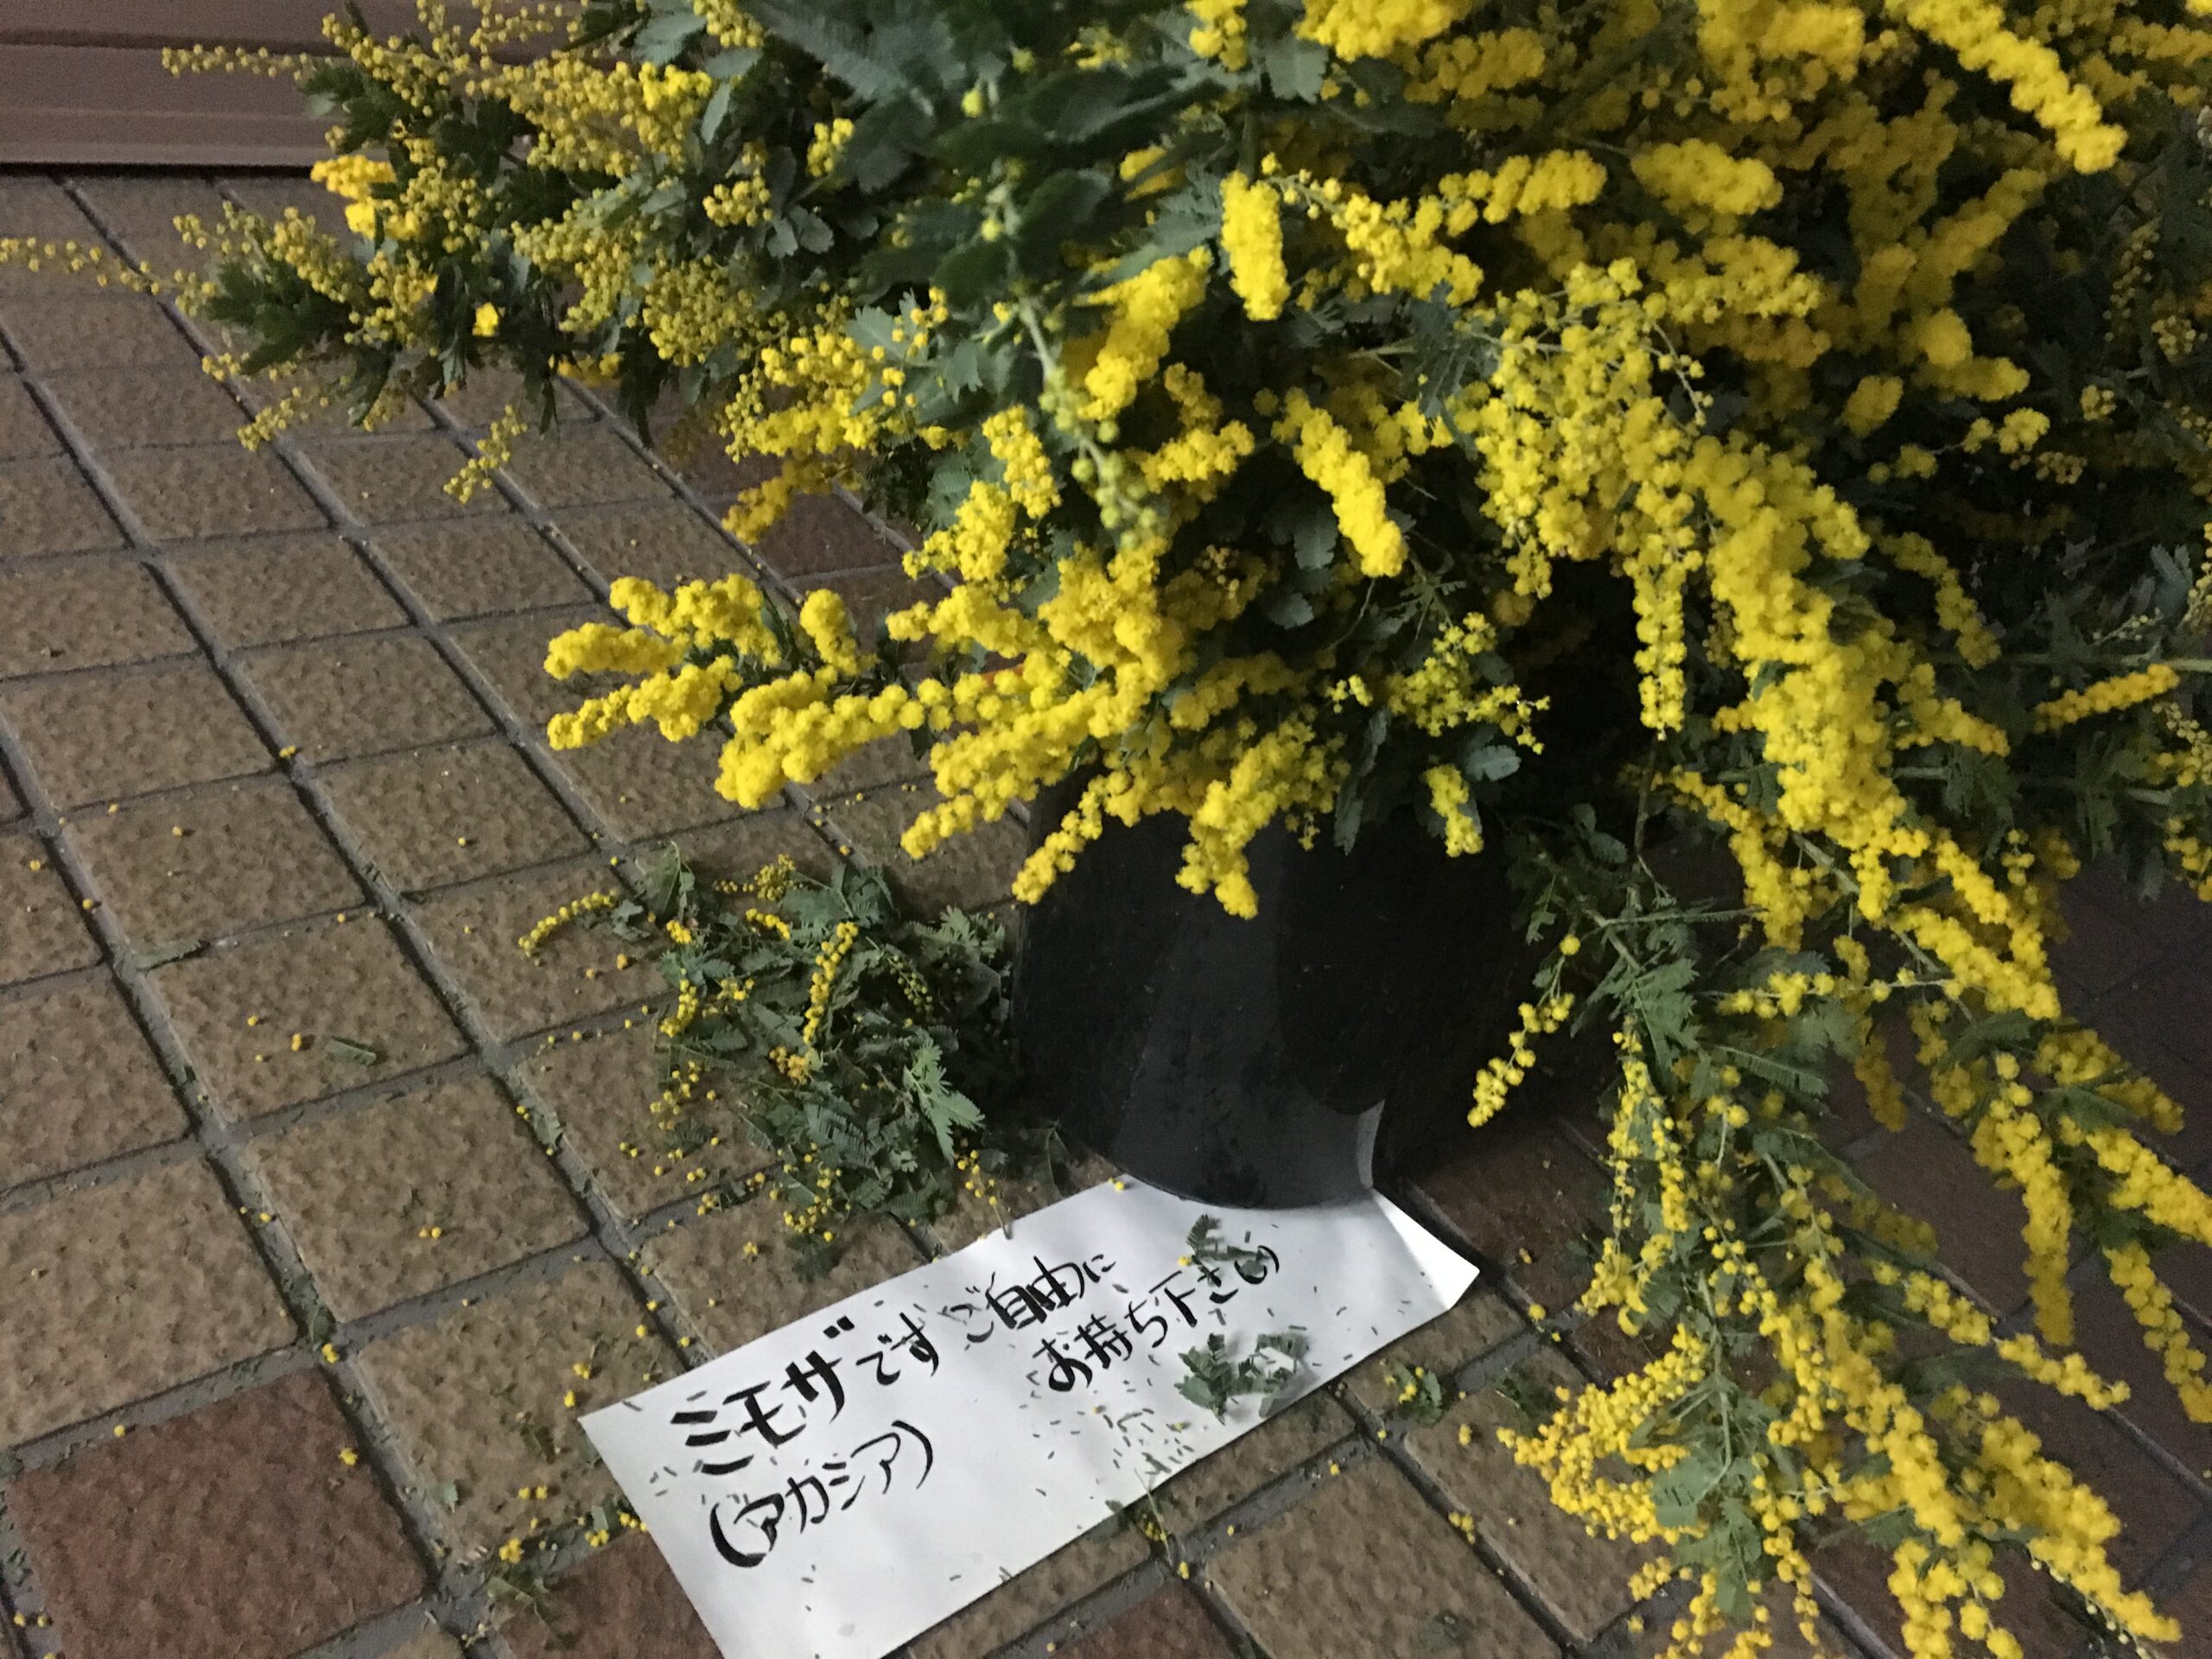 ミモザです ご自由に
お持ち下さい
(アカシア)